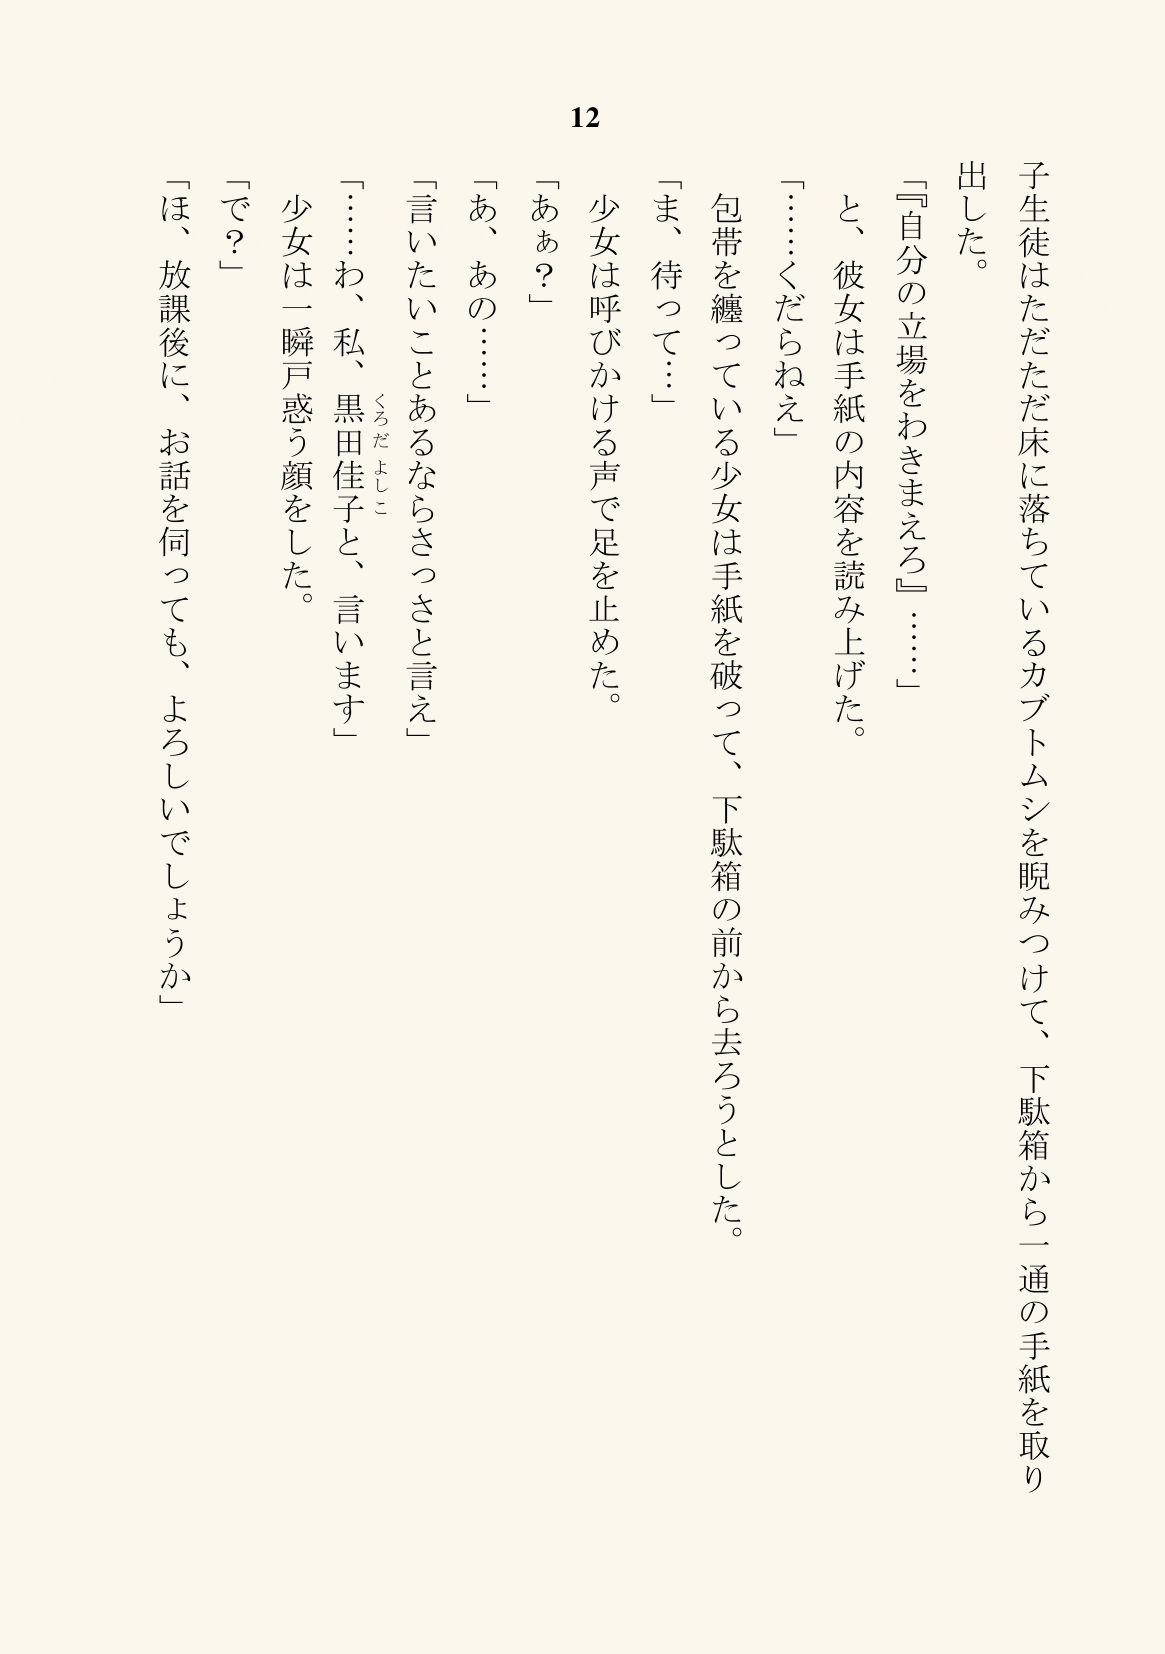 12
子生徒はただただ床に落ちているカブトムシを睨みつけて、下駄箱から一通の手紙を取り
出した。
「『自分の立場をわきまえろ』……」
と、彼女は手紙の内容を読み上げた。
「……くだらねえ」
包帯を纏っている少女は手紙を破って、下駄箱の前から去ろうとした。
「ま、待って…」
少女は呼びかける声で足を止めた。
「あぁ？」
「あ、あの……」
「言いたいことあるならさっさと言え」
くろだ よしこ
「……わ、私、黒田佳子と、言います」
少女は一瞬戸惑う顔をした。
「で？」
「ほ、放課後に、お話を伺っても、よろしいでしょうか」